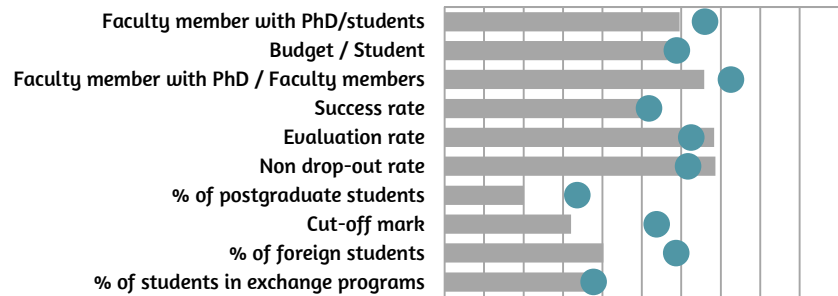 Faculty member with PhD/students
Budget / Student
Faculty member with PhD / Faculty members
Success rate
Evaluation rate
Non drop-out rate
% of postgraduate students
Cut-off mark
% of foreign students
% of students in exchange programs